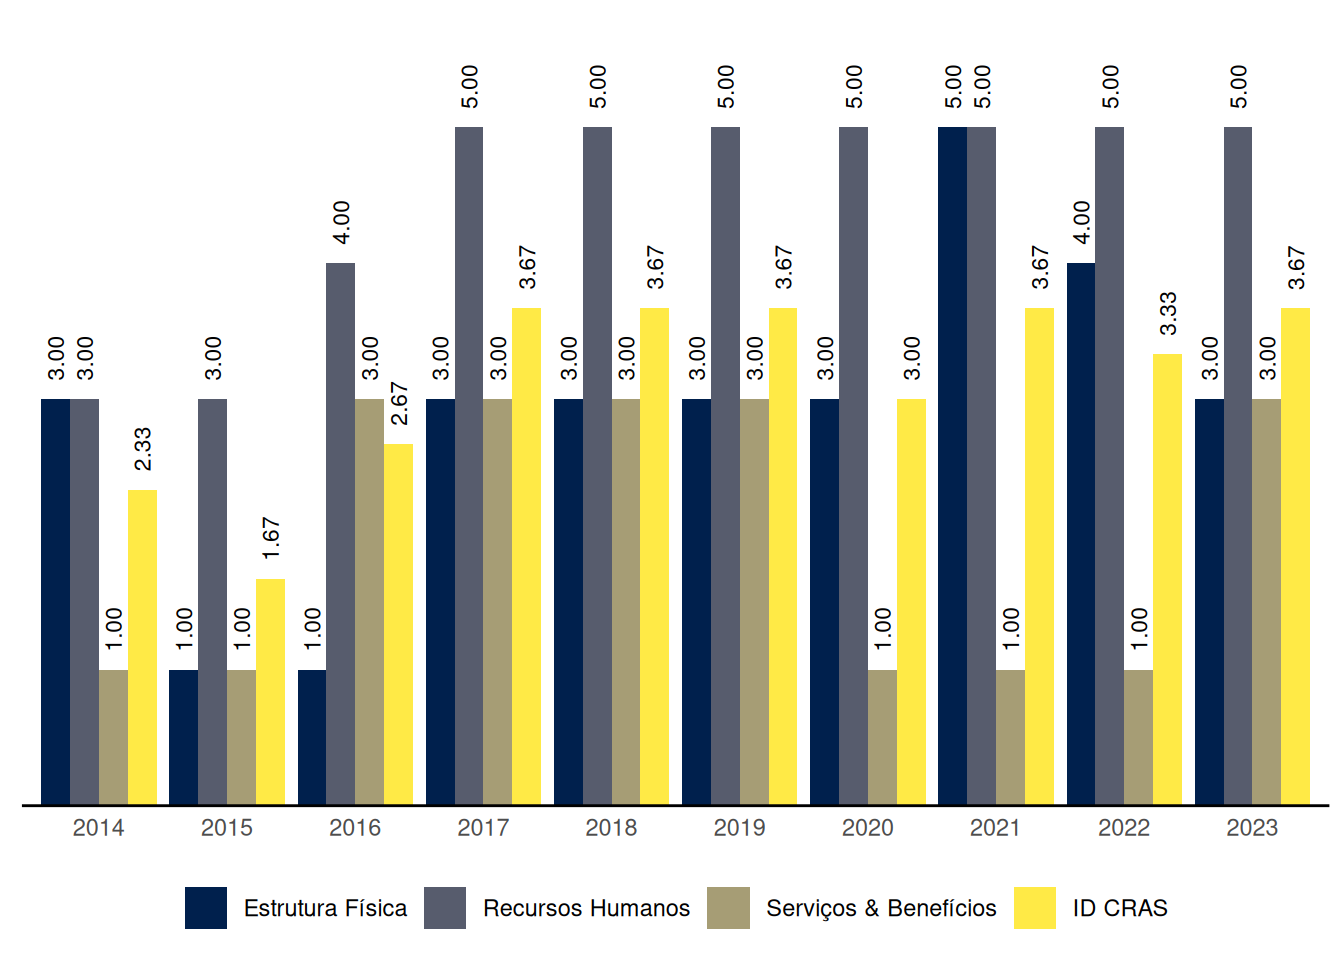 5.00 5.00 5.00 5.00 5.00 5.00 5.00 5.00
4.00 4.00
3.67 3.67 3.67 3.67 3.67
3.33
3.00 3.00 3.00 3.00 3.00 3.00 3.00 3.00 3.00 3.00 3.00 3.00 3.00 3.00
2.67
2.33
1.67
1.00 1.00 1.00 1.00 1.00 1.00 1.00
2014 2015 2016 2017 2018 2019 2020 2021 2022 2023
Estrutura Física Recursos Humanos Serviços & Benefícios ID CRAS